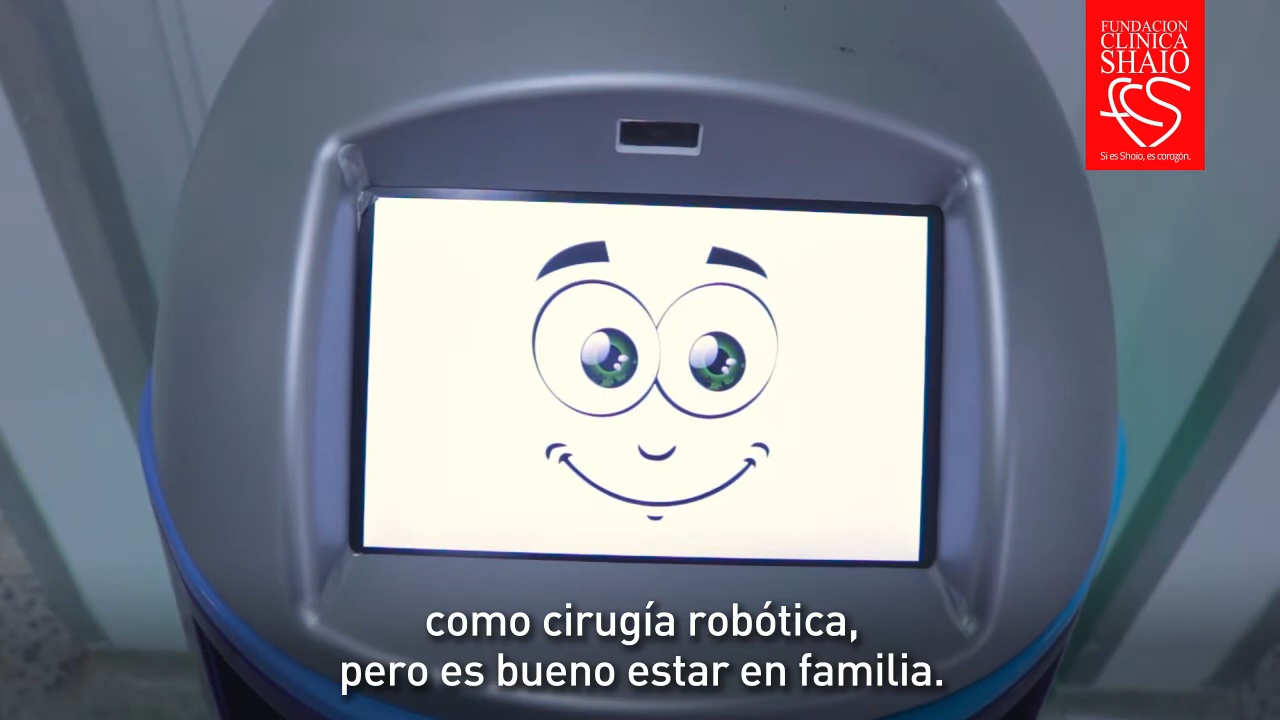 FUNDACION
CLINICA
SHAIO
Si es Shaio, es corazón.
como cirugía robótica,
pero es bueno estar en familia.